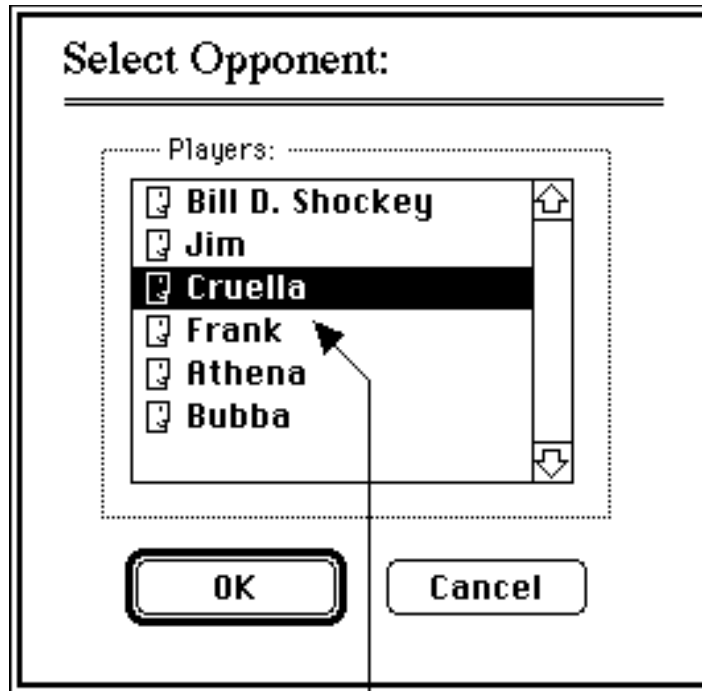 Select Opponent:
Players:
Bill D. Shockey
Jim
Cruella
Frank
Athena
Bubba
OK
Cancel